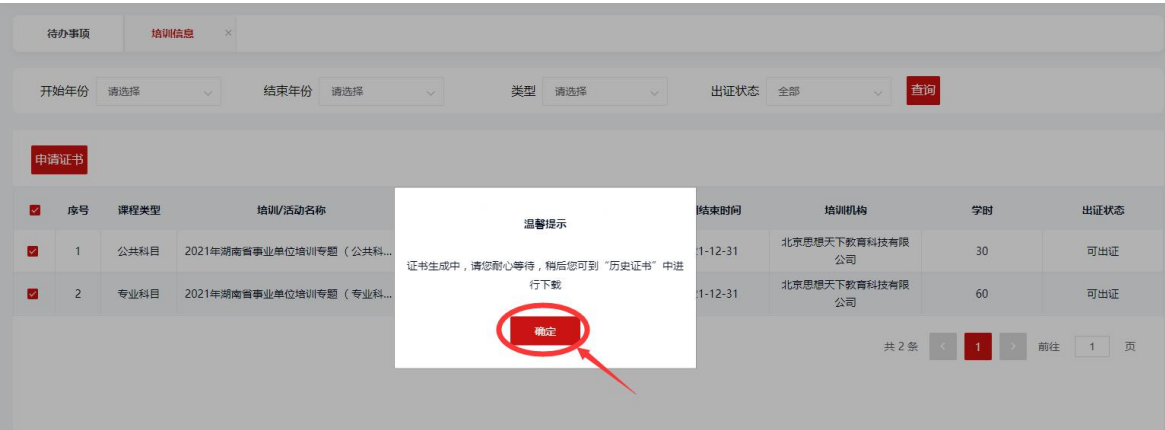 待办事项 培训信息 ×
开始年份 请选择 结束年份 请选择 类型 请选择 出证状态 全部 查询
申请证书
序号 课程类型 培训/活动名称 结束时间 培训机构 学时 出证状态
1 公共科目 2021年湖南省事业单位培训专题（公共科... 1-12-31 北京思想天下教育科技有限 30 可出证
公司
2 专业科目 2021年湖南省事业单位培训专题（专业科... 1-12-31 北京思想天下教育科技有限 60 可出证
公司
温馨提示
证书生成中，请您耐心等待，稍后您可到“历史证书”中进
行下载
确定
共 2 条 < 1 > 前往 1 页